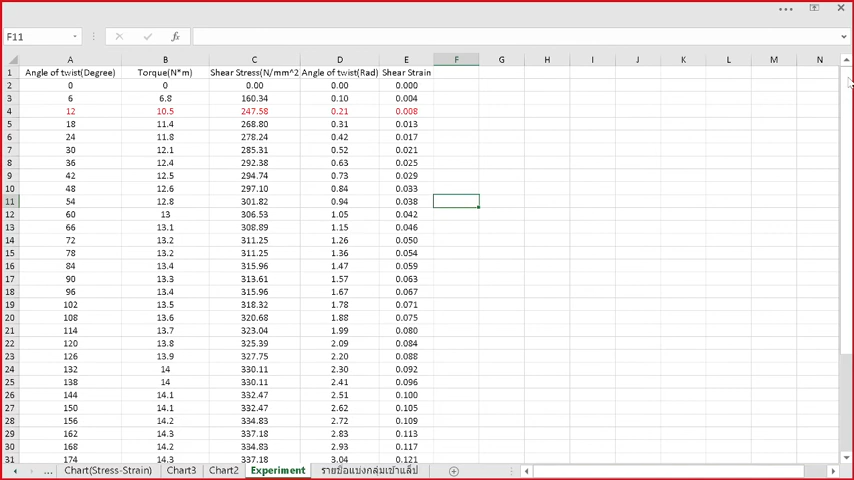 F11
fx
A B C D E F G H I J K L M N
1 Angle of twist(Degree) Torque(N*m) Shear Stress(N/mm^2 Angle of twist(Rad) Shear Strain
2 0 0 0.00 0.00 0.000
3 6 6.8 160.34 0.10 0.004
4 12 10.5 247.58 0.21 0.008
5 18 11.4 268.80 0.31 0.013
6 24 11.8 278.24 0.42 0.017
7 30 12.1 285.31 0.52 0.021
8 36 12.4 292.38 0.63 0.025
9 42 12.5 294.74 0.73 0.029
10 48 12.6 297.10 0.84 0.033
11 54 12.8 301.82 0.94 0.038
12 60 13 306.53 1.05 0.042
13 66 13.1 308.89 1.15 0.046
14 72 13.2 311.25 1.26 0.050
15 78 13.2 311.25 1.36 0.054
16 84 13.4 315.96 1.47 0.059
17 90 13.3 313.61 1.57 0.063
18 96 13.4 315.96 1.67 0.067
19 102 13.5 318.32 1.78 0.071
20 108 13.6 320.68 1.88 0.075
21 114 13.7 323.04 1.99 0.080
22 120 13.8 325.39 2.09 0.084
23 126 13.9 327.75 2.20 0.088
24 132 14 330.11 2.30 0.092
25 138 14 330.11 2.41 0.096
26 144 14.1 332.47 2.51 0.100
27 150 14.1 332.47 2.62 0.105
28 156 14.2 334.83 2.72 0.109
29 162 14.3 337.18 2.83 0.113
30 168 14.2 334.83 2.93 0.117
31 174 14.3 337.18 3.04 0.121
... Chart(Stress-Strain) Chart3 Chart2 Experiment รายชื่อแบ่งกลุ่มเข้าแล็ป